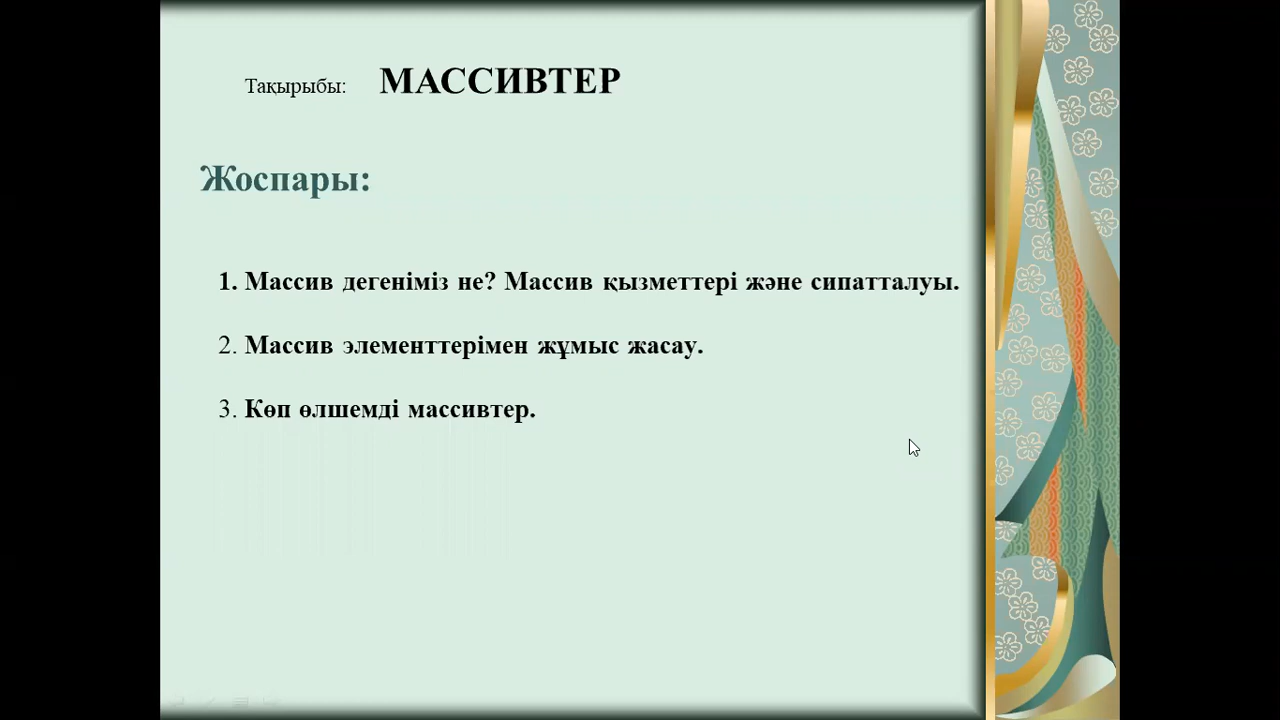 Тақырыбы: МАССИВТЕР
Жоспары:
1. Массив дегеніміз не? Массив қызметтері және сипатталуы.
2. Массив элементтерімен жұмыс жасау.
3. Көп өлшемді массивтер.